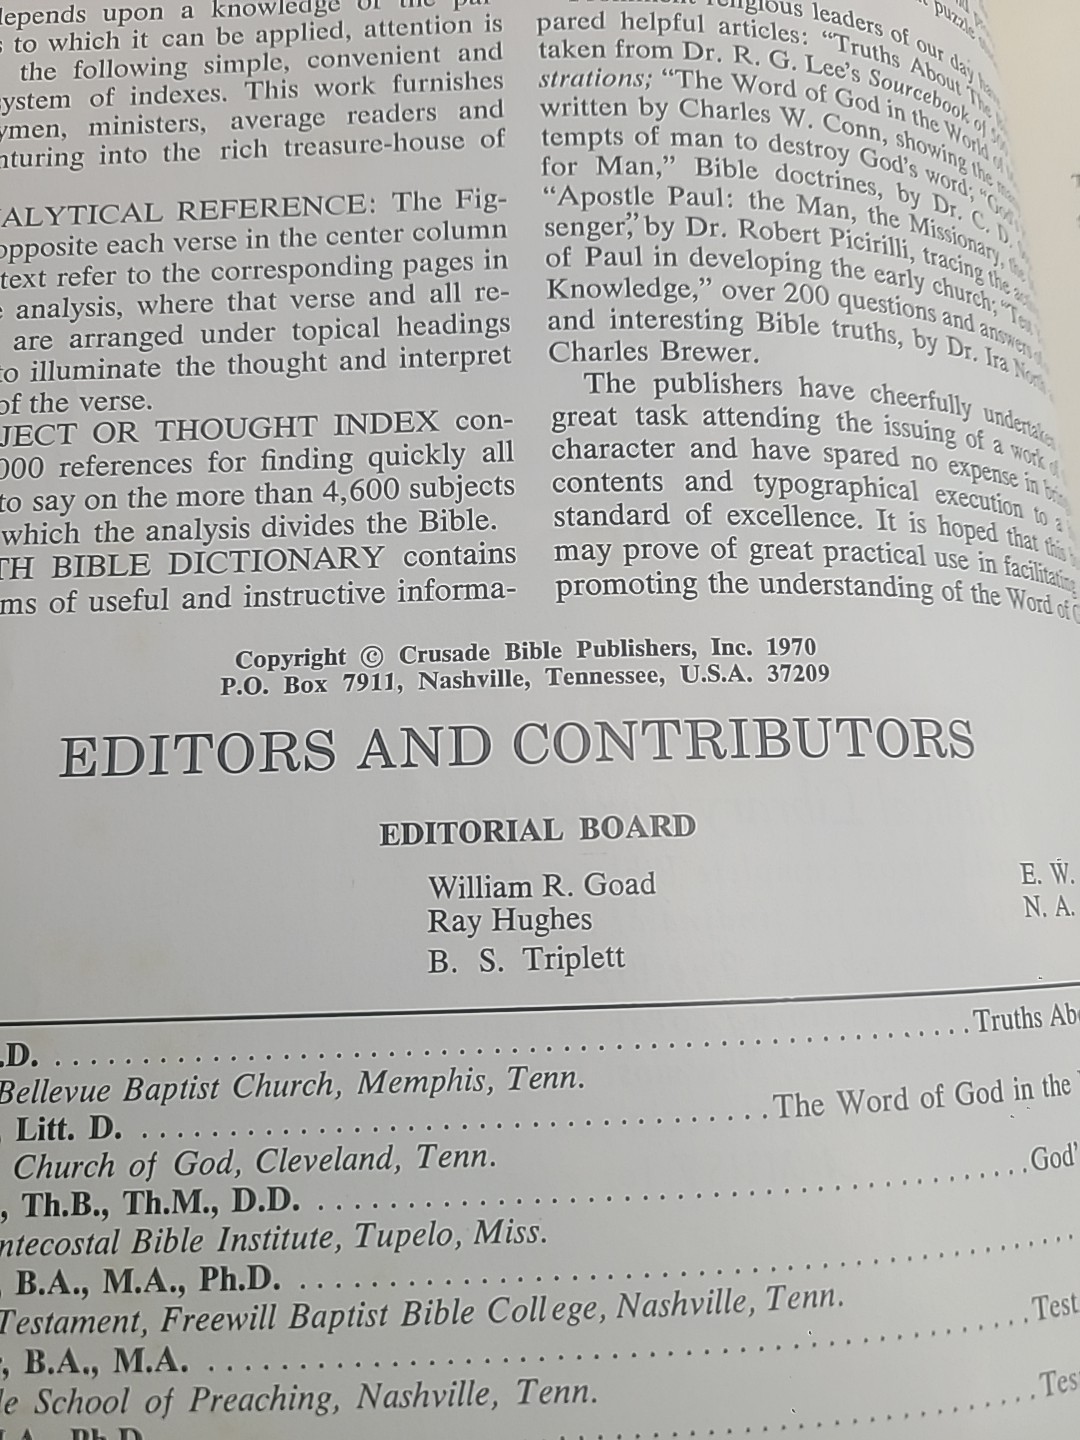 depends upon a knowledge of the
to which it can be applied, attention is
the following simple, convenient and
system of indexes. This work furnishes
ymen, ministers, average readers and
nturing into the rich treasure-house of
ALYTICAL REFERENCE: The Fig-
opposite each verse in the center column
text refer to the corresponding pages in
analysis, where that verse and all re-
are arranged under topical headings
to illuminate the thought and interpret
of the verse.
JECT OR THOUGHT INDEX con-
000 references for finding quickly all
to say on the more than 4,600 subjects
which the analysis divides the Bible.
TH BIBLE DICTIONARY contains
ms of useful and instructive informa-
puzzle
religious leaders of our day
pared helpful articles: "Truths About The
taken from Dr. R. G. Lee's Sourcebook of
strations; "The Word of God in the World of
written by Charles W. Conn, showing the
tempts of man to destroy God's word; "God's
for Man," Bible doctrines, by Dr. C. D.
"Apostle Paul: the Man, the Missionary, the
senger," by Dr. Robert Picirilli, tracing the
of Paul in developing the early church; "Test
Knowledge," over 200 questions and answers
and interesting Bible truths, by Dr. Ira North
Charles Brewer.
The publishers have cheerfully undertaken
great task attending the issuing of a work of
character and have spared no expense in
contents and typographical execution to a
standard of excellence. It is hoped that this
may prove of great practical use in facilitating
promoting the understanding of the Word of
Copyright © Crusade Bible Publishers, Inc. 1970
P.O. Box 7911, Nashville, Tennessee, U.S.A. 37209
EDITORS AND CONTRIBUTORS
EDITORIAL BOARD
William R. Goad
E. W.
Ray Hughes
N. A.
B. S. Triplett
.D. .......... Truths Ab
Bellevue Baptist Church, Memphis, Tenn.
Litt. D. .......... The Word of God in the
Church of God, Cleveland, Tenn.
, Th.B., Th.M., D.D. .......... God'
ntecostal Bible Institute, Tupelo, Miss.
B.A., M.A., Ph.D. ..........
Testament, Freewill Baptist Bible College, Nashville, Tenn.
, B.A., M.A. .......... Test
le School of Preaching, Nashville, Tenn.
Ph.D. .......... Tes